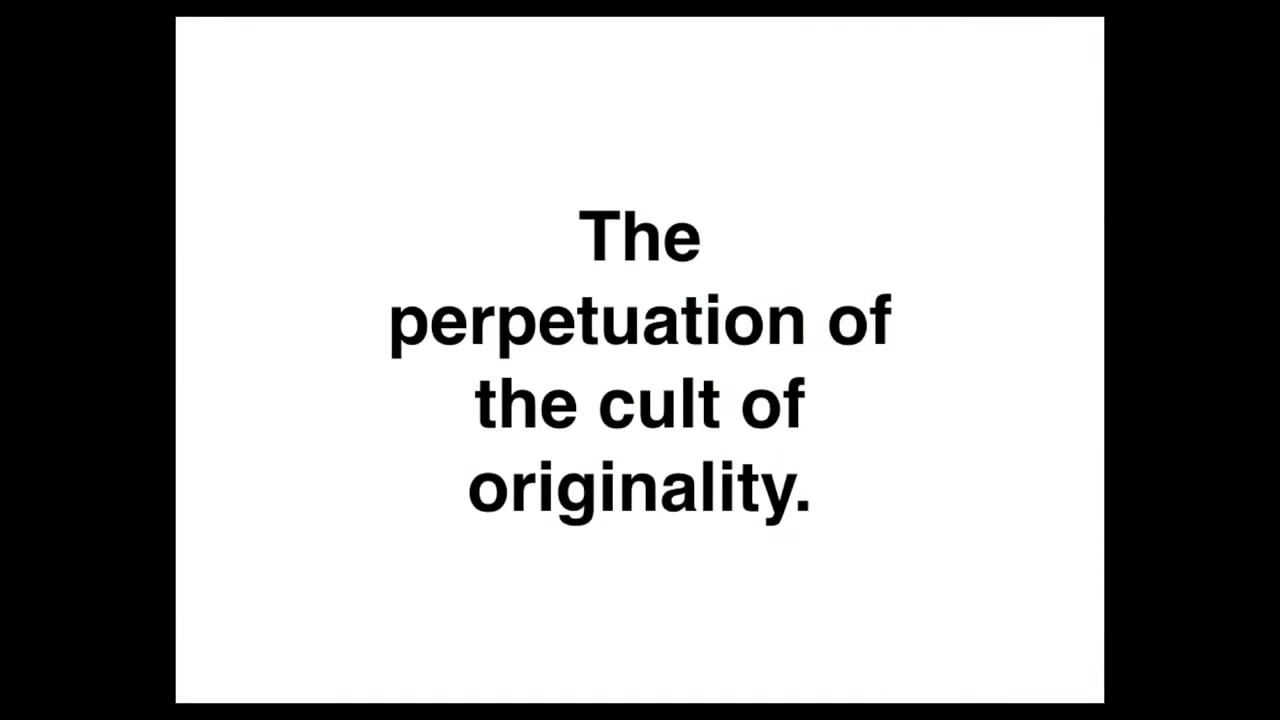 The
perpetuation of
the cult of
originality.